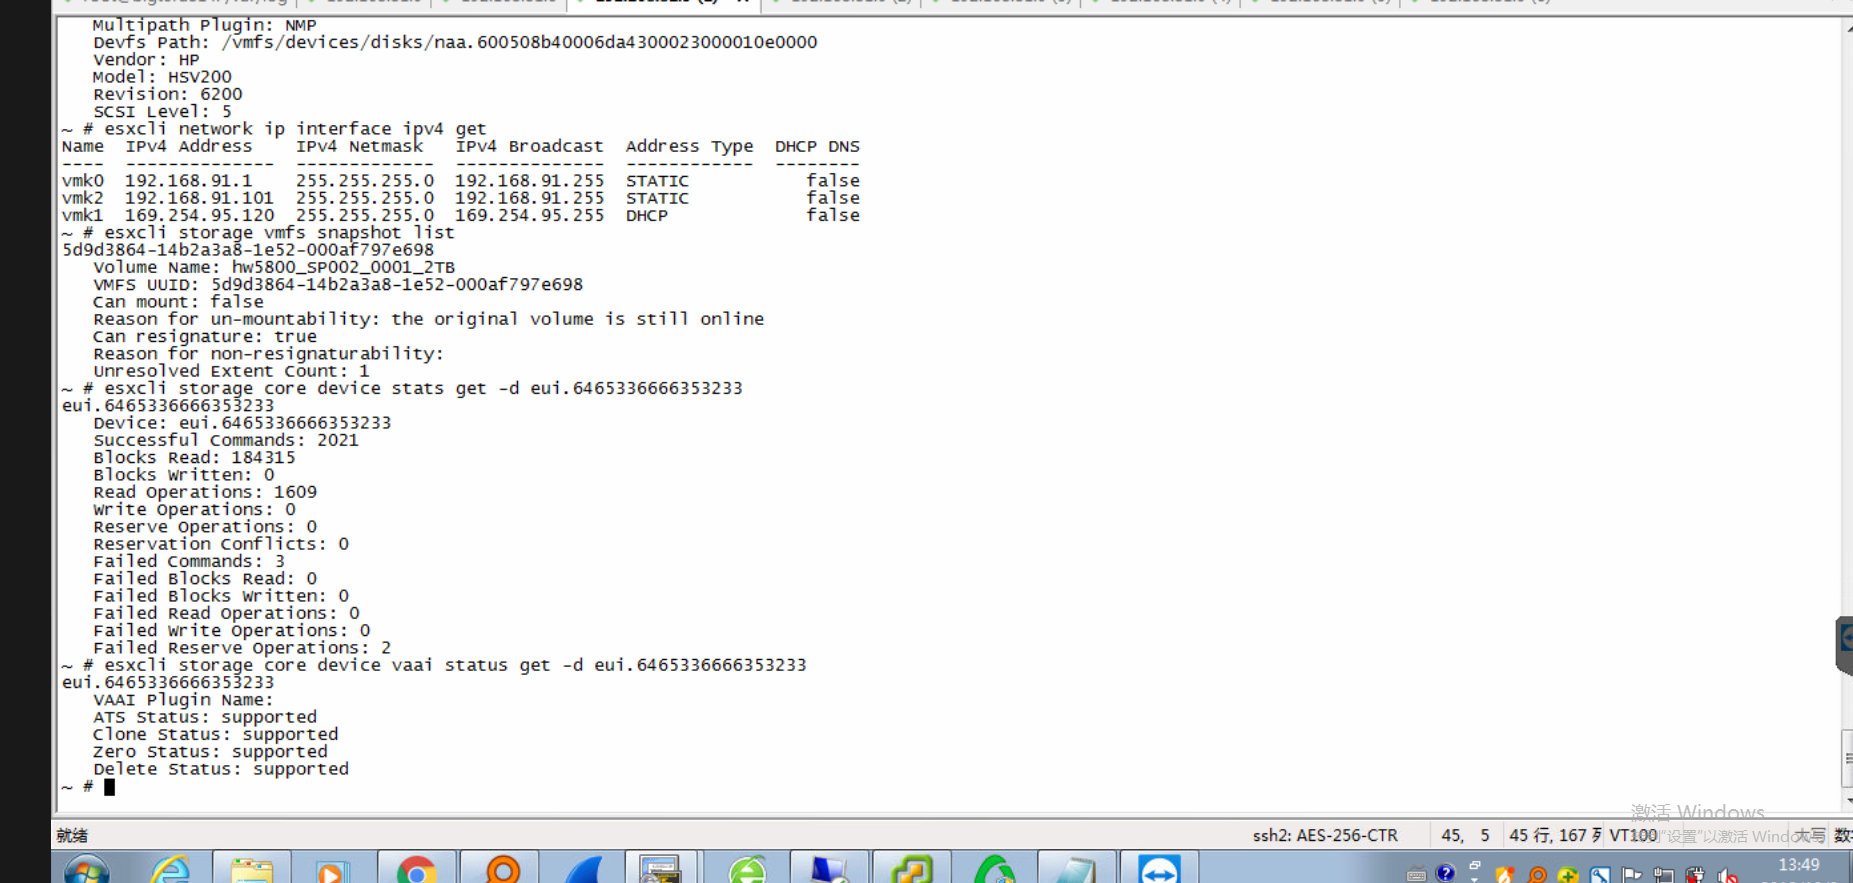 Multipath Plugin: NMP
Devfs Path: /vmfs/devices/disks/naa.600508b40006da4300023000010e0000
Vendor: HP
Model: HSV200
Revision: 6200
SCSI Level: 5
~ # esxcli network ip interface ipv4 get
Name  IPv4 Address    IPv4 Netmask   IPv4 Broadcast  Address Type  DHCP DNS
----  --------------  -------------  --------------  ------------  --------
vmk0  192.168.91.1    255.255.255.0  192.168.91.255  STATIC           false
vmk2  192.168.91.101  255.255.255.0  192.168.91.255  STATIC           false
vmk1  169.254.95.120  255.255.255.0  169.254.95.255  DHCP             false
~ # esxcli storage vmfs snapshot list
5d9d3864-14b2a3a8-1e52-000af797e698
Volume Name: hw5800_SP002_0001_2TB
VMFS UUID: 5d9d3864-14b2a3a8-1e52-000af797e698
Can mount: false
Reason for un-mountability: the original volume is still online
Can resignature: true
Reason for non-resignaturability:
Unresolved Extent Count: 1
~ # esxcli storage core device stats get -d eui.6465336666353233
eui.6465336666353233
Device: eui.6465336666353233
Successful Commands: 2021
Blocks Read: 184315
Blocks Written: 0
Read Operations: 1609
Write Operations: 0
Reserve Operations: 0
Reservation Conflicts: 0
Failed Commands: 3
Failed Blocks Read: 0
Failed Blocks Written: 0
Failed Read Operations: 0
Failed Write Operations: 0
Failed Reserve Operations: 2
~ # esxcli storage core device vaai status get -d eui.6465336666353233
eui.6465336666353233
VAAI Plugin Name:
ATS Status: supported
Clone Status: supported
Zero Status: supported
Delete Status: supported
~ #
激活 Windows
就绪 ssh2: AES-256-CTR 45, 5 45 行, 167 列 VT100 大写 数
13:49